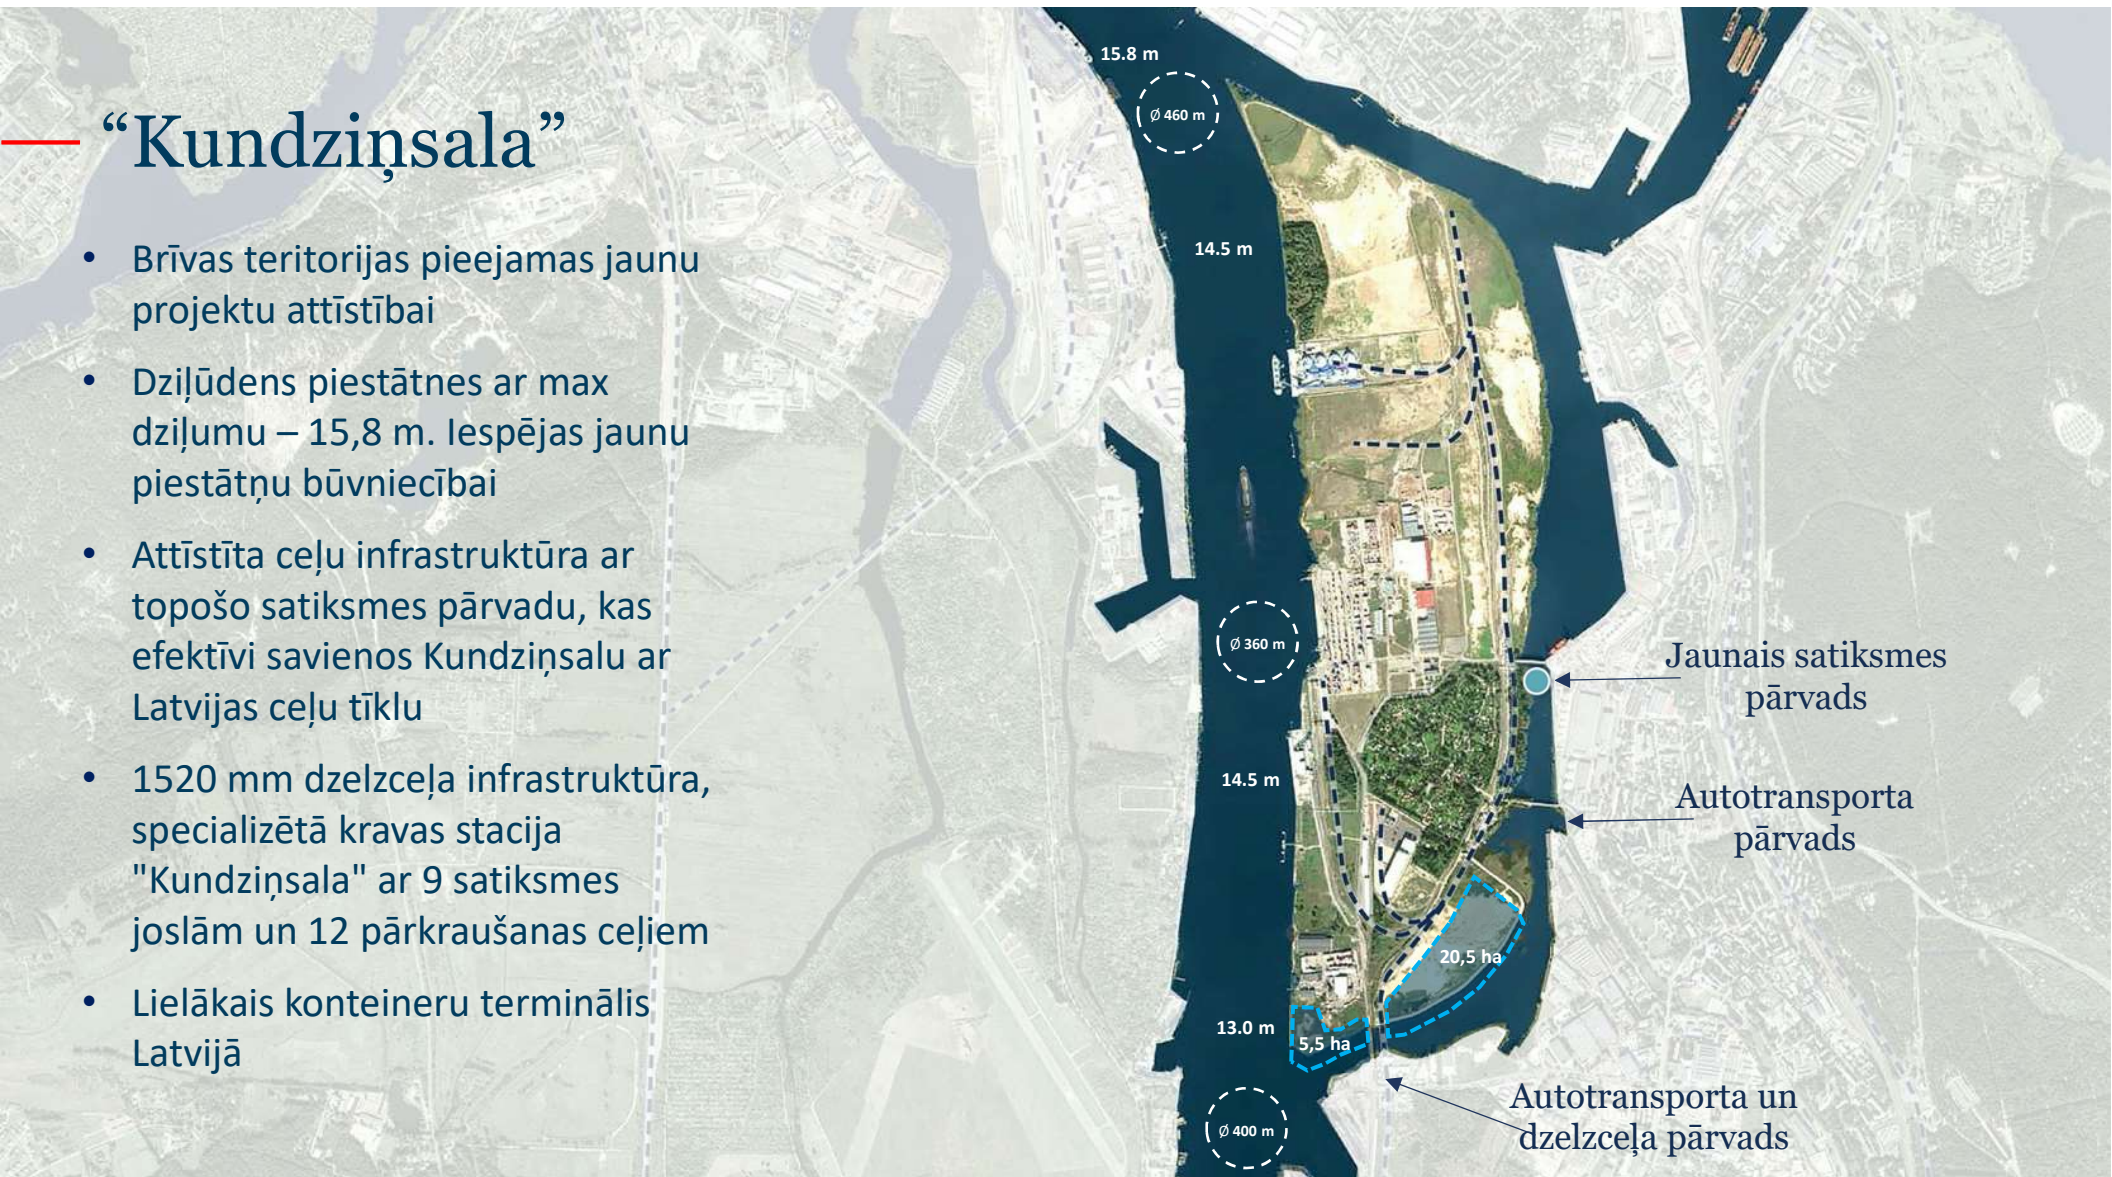 “Kundziņsala”
Brīvas teritorijas pieejamas jaunu
projektu attīstībai
Dziļūdens piestātnes ar max
dziļumu – 15,8 m. Iespējas jaunu
piestātņu būvniecībai
Attīstīta ceļu infrastruktūra ar
topošo satiksmes pārvadu, kas
efektīvi savienos Kundziņsalu ar
Latvijas ceļu tīklu
1520 mm dzelzceļa infrastruktūra,
specializētā kravas stacija
"Kundziņsala" ar 9 satiksmes
joslām un 12 pārkraušanas ceļiem
Lielākais konteineru terminālis
Latvijā
15.8 m
Ø 460 m
14.5 m
Ø 360 m
14.5 m
13.0 m
Ø 400 m
20,5 ha
5,5 ha
Jaunais satiksmes
pārvads
Autotransporta
pārvads
Autotransporta un
dzelzceļa pārvads